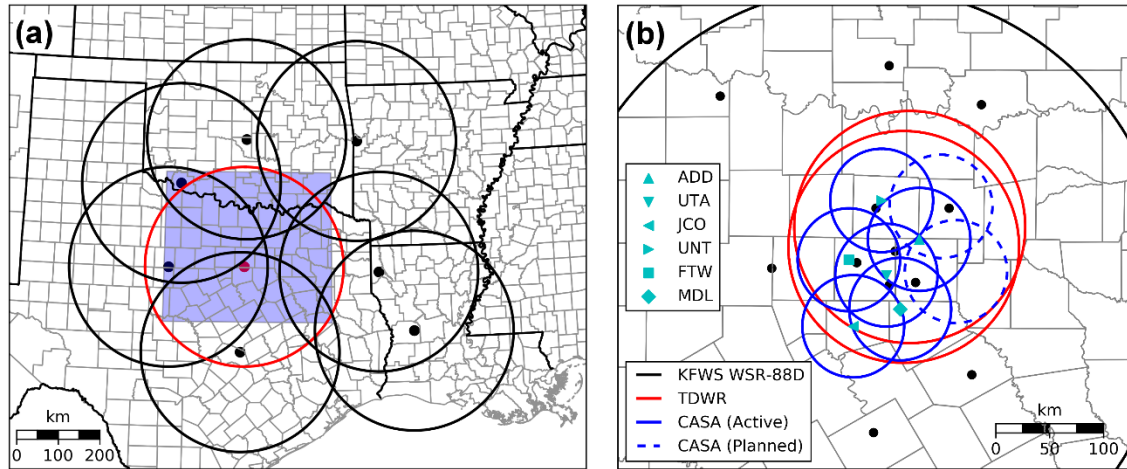 (a)
km
0 100 200
(b)
ADD
UTA
JCO
UNT
FTW
MDL
KFWS WSR-88D
TDWR
CASA (Active)
CASA (Planned)
km
0 50 100